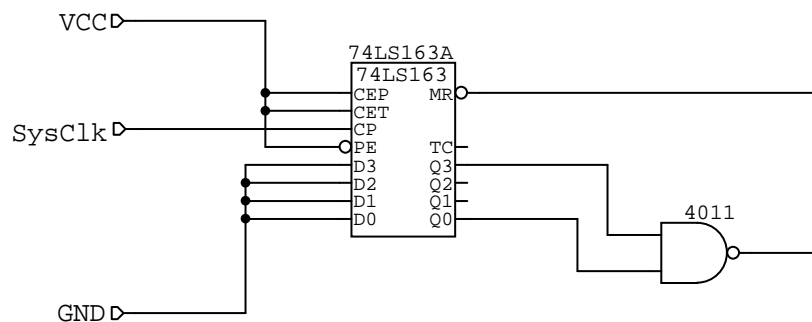 VCC
74LS163A
74LS163
CEP MR
CET
CP
SysClk
PE TC
D3 Q3
D2 Q2
D1 Q1
D0 Q0
4011
GND